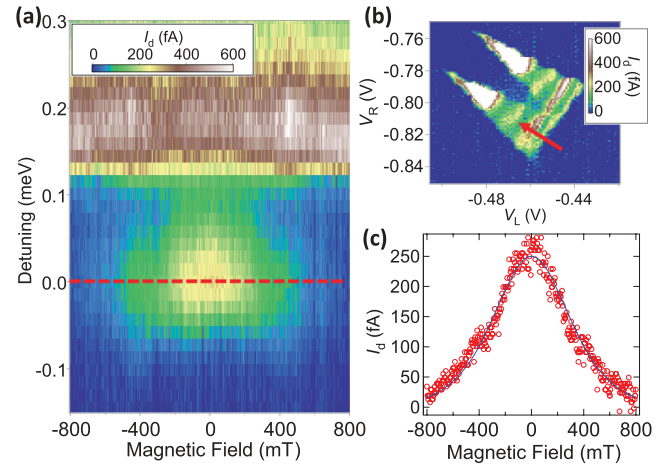 (a)
I_d (fA)
0 200 400 600
Detuning (meV)
0.3
0.2
0.1
0.0
-0.1
-800 -400 0 400 800
Magnetic Field (mT)
(b)
V_R (V)
-0.76
-0.78
-0.80
-0.82
-0.84
-0.48 -0.44
V_L (V)
600
400
200
0
I_d (fA)
(c)
I_d (fA)
250
200
150
100
50
0
-800 -400 0 400 800
Magnetic Field (mT)